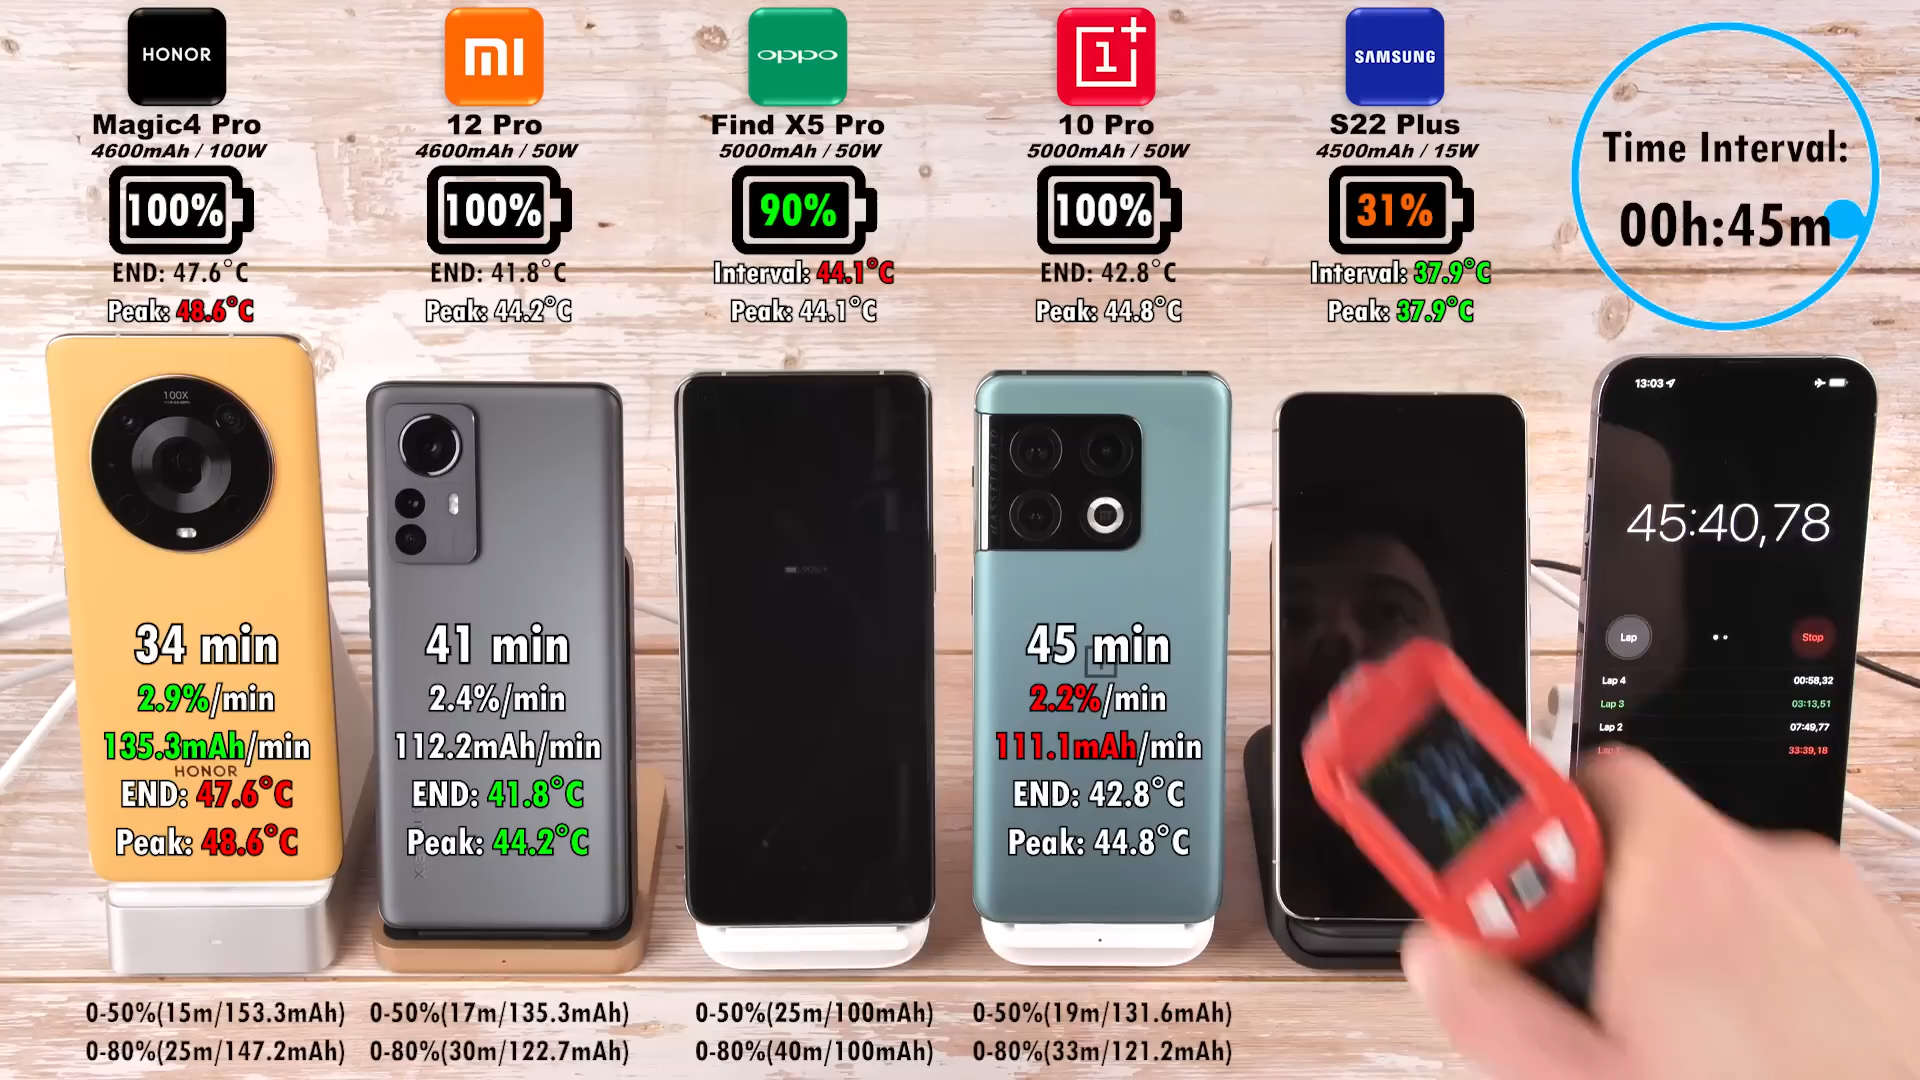 HONOR
mi
oppo
1+
SAMSUNG
Magic4 Pro
12 Pro
Find X5 Pro
10 Pro
S22 Plus
4600mAh / 100W
4600mAh / 50W
5000mAh / 50W
5000mAh / 50W
4500mAh / 15W
100%
100%
90%
100%
31%
Time Interval:
00h:45m
END: 47.6°C
END: 41.8°C
Interval: 44.1°C
END: 42.8°C
Interval: 37.9°C
Peak: 48.6°C
Peak: 44.2°C
Peak: 44.1°C
Peak: 44.8°C
Peak: 37.9°C
100X
HASSELBLAD
90%
13:03
45:40,78
Lap
Stop
Lap 4 00:58,32
Lap 3 03:13,51
Lap 2 07:49,77
Lap 1 33:39,18
34 min
2.9%/min
135.3mAh/min
HONOR
END: 47.6°C
Peak: 48.6°C
41 min
2.4%/min
112.2mAh/min
END: 41.8°C
Peak: 44.2°C
45 min
2.2%/min
111.1mAh/min
END: 42.8°C
Peak: 44.8°C
0-50%(15m/153.3mAh)
0-80%(25m/147.2mAh)
0-50%(17m/135.3mAh)
0-80%(30m/122.7mAh)
0-50%(25m/100mAh)
0-80%(40m/100mAh)
0-50%(19m/131.6mAh)
0-80%(33m/121.2mAh)